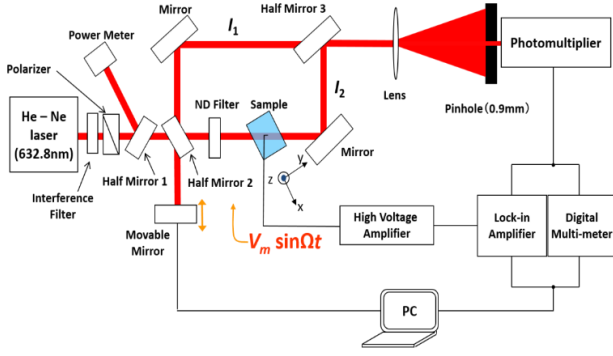 Mirror
Half Mirror 3
Power Meter
l₁
Polarizer
Photomultiplier
He – Ne
laser
(632.8nm)
ND Filter
Sample
l₂
Lens
Pinhole(0.9mm)
y
z
x
Mirror
Half Mirror 1
Half Mirror 2
Interference
Filter
Movable
Mirror
Vₘ sinΩt
High Voltage
Amplifier
Lock-in
Amplifier
Digital
Multi-meter
PC